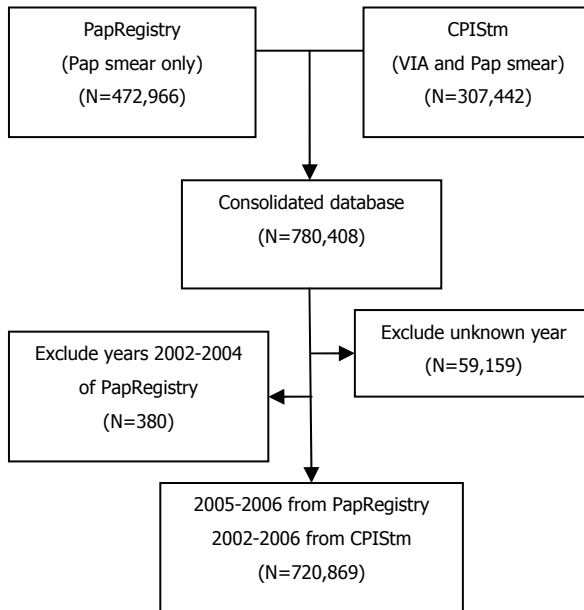 PapRegistry
(Pap smear only)
(N=472,966)
CPIStm
(VIA and Pap smear)
(N=307,442)
Consolidated database
(N=780,408)
Exclude unknown year
(N=59,159)
Exclude years 2002-2004
of PapRegistry
(N=380)
2005-2006 from PapRegistry
2002-2006 from CPIStm
(N=720,869)